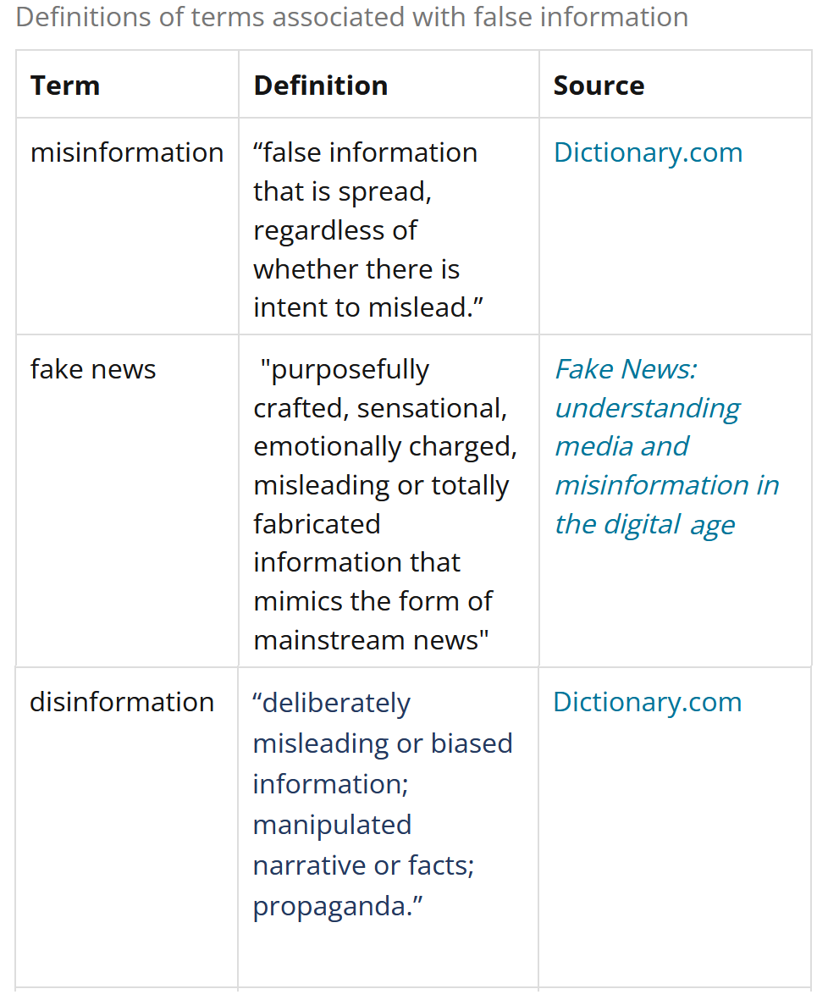 Definitions of terms associated with false information
Term
Definition
Source
misinformation
“false information
that is spread,
regardless of
whether there is
intent to mislead.”
Dictionary.com
fake news
"purposefully
crafted, sensational,
emotionally charged,
misleading or totally
fabricated
information that
mimics the form of
mainstream news"
Fake News:
understanding
media and
misinformation in
the digital age
disinformation
“deliberately
misleading or biased
information;
manipulated
narrative or facts;
propaganda.”
Dictionary.com